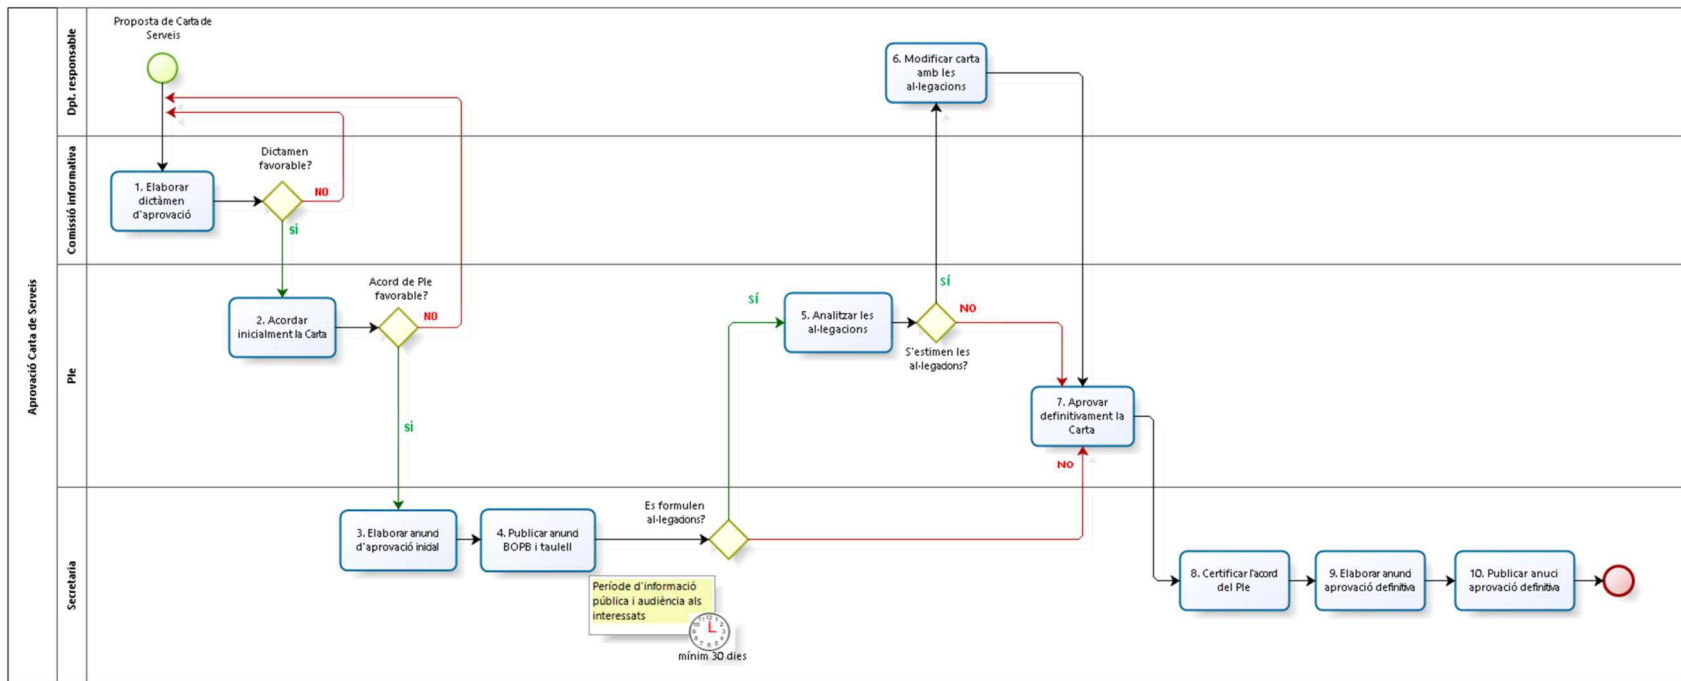 Aprovació Carta de Serveis
Dpt. responsable
Proposta de Carta de
Serveis
6. Modificar carta
amb les
al·legacions
Comissió informativa
Dictamen
favorable?
1. Elaborar
dictàmen
d'aprovació
NO
Si
Ple
Acord de Ple
favorable?
2. Acordar
inicialment la Carta
NO
Si
SÍ
5. Analitzar les
al·legacions
SÍ
NO
S'estimen les
al·legacions?
7. Aprovar
definitivament la
Carta
NO
Secretaria
Es formulen
al·legacions?
3. Elaborar anunci
d'aprovació inicial
4. Publicar anunci
BOPB i taulell
Període d'informació
pública i audiència als
interessats
mínim 30 dies
8. Certificar l'acord
del Ple
9. Elaborar anunci
aprovació definitiva
10. Publicar anuci
aprovació definitiva